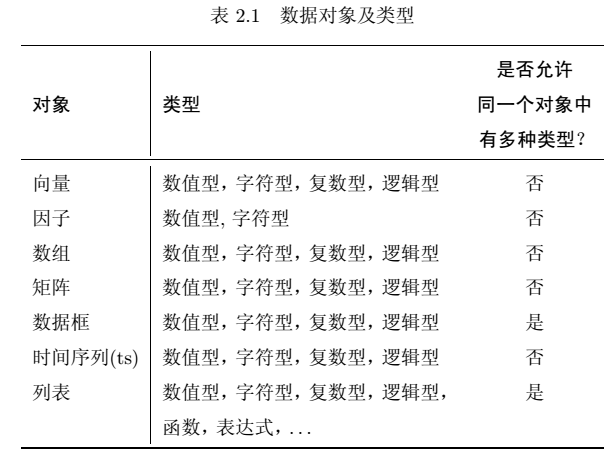 表 2.1 数据对象及类型
是否允许
对象 类型 同一个对象中
有多种类型？
向量 数值型，字符型，复数型，逻辑型 否
因子 数值型, 字符型 否
数组 数值型，字符型，复数型，逻辑型 否
矩阵 数值型，字符型，复数型，逻辑型 否
数据框 数值型，字符型，复数型，逻辑型 是
时间序列(ts) 数值型，字符型，复数型，逻辑型 否
列表 数值型，字符型，复数型，逻辑型， 是
函数，表达式，...